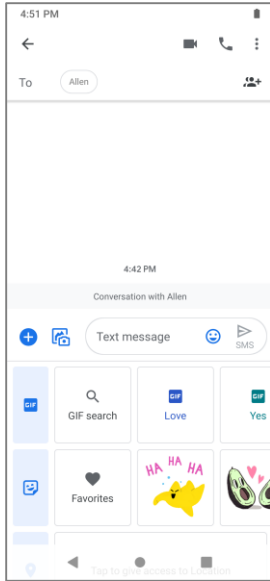 4:51 PM
To Allen
4:42 PM
Conversation with Allen
Text message
SMS
GIF
GIF search
GIF
Love
GIF
Yes
Favorites
HA HA HA
Tap to give access to Location